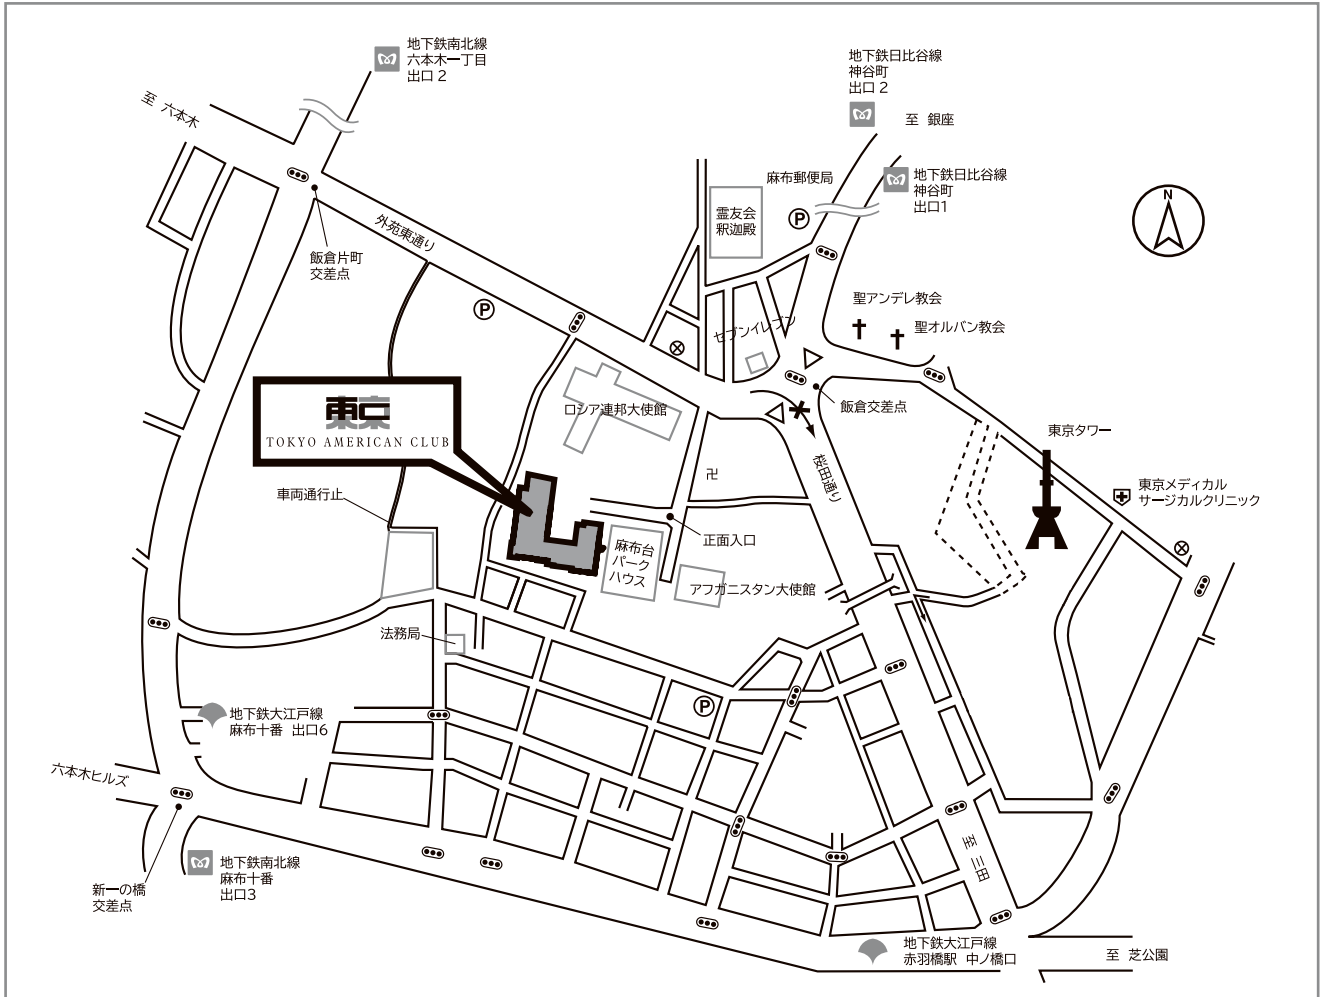 地下鉄南北線
六本木一丁目
出口 2
至 六本木
地下鉄日比谷線
神谷町
出口 2
至 銀座
地下鉄日比谷線
神谷町
出口1
麻布郵便局
霊友会
釈迦殿
P
N
外苑東通り
飯倉片町
交差点
P
聖アンデレ教会
聖オルバン教会
セブンイレブン
飯倉交差点
ロシア連邦大使館
東京
TOKYO AMERICAN CLUB
東京タワー
卍
桜田通り
東京メディカル
サージカルクリニック
車両通行止
正面入口
麻布台
パーク
ハウス
アフガニスタン大使館
法務局
P
地下鉄大江戸線
麻布十番 出口6
六本木ヒルズ
地下鉄南北線
麻布十番
出口3
新一の橋
交差点
至 三田
地下鉄大江戸線
赤羽橋駅 中ノ橋口
至 芝公園